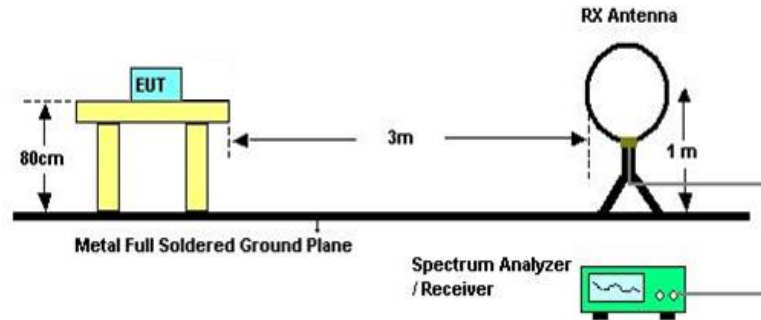 RX Antenna
EUT
3m
80cm
1 m
Metal Full Soldered Ground Plane
Spectrum Analyzer
/ Receiver